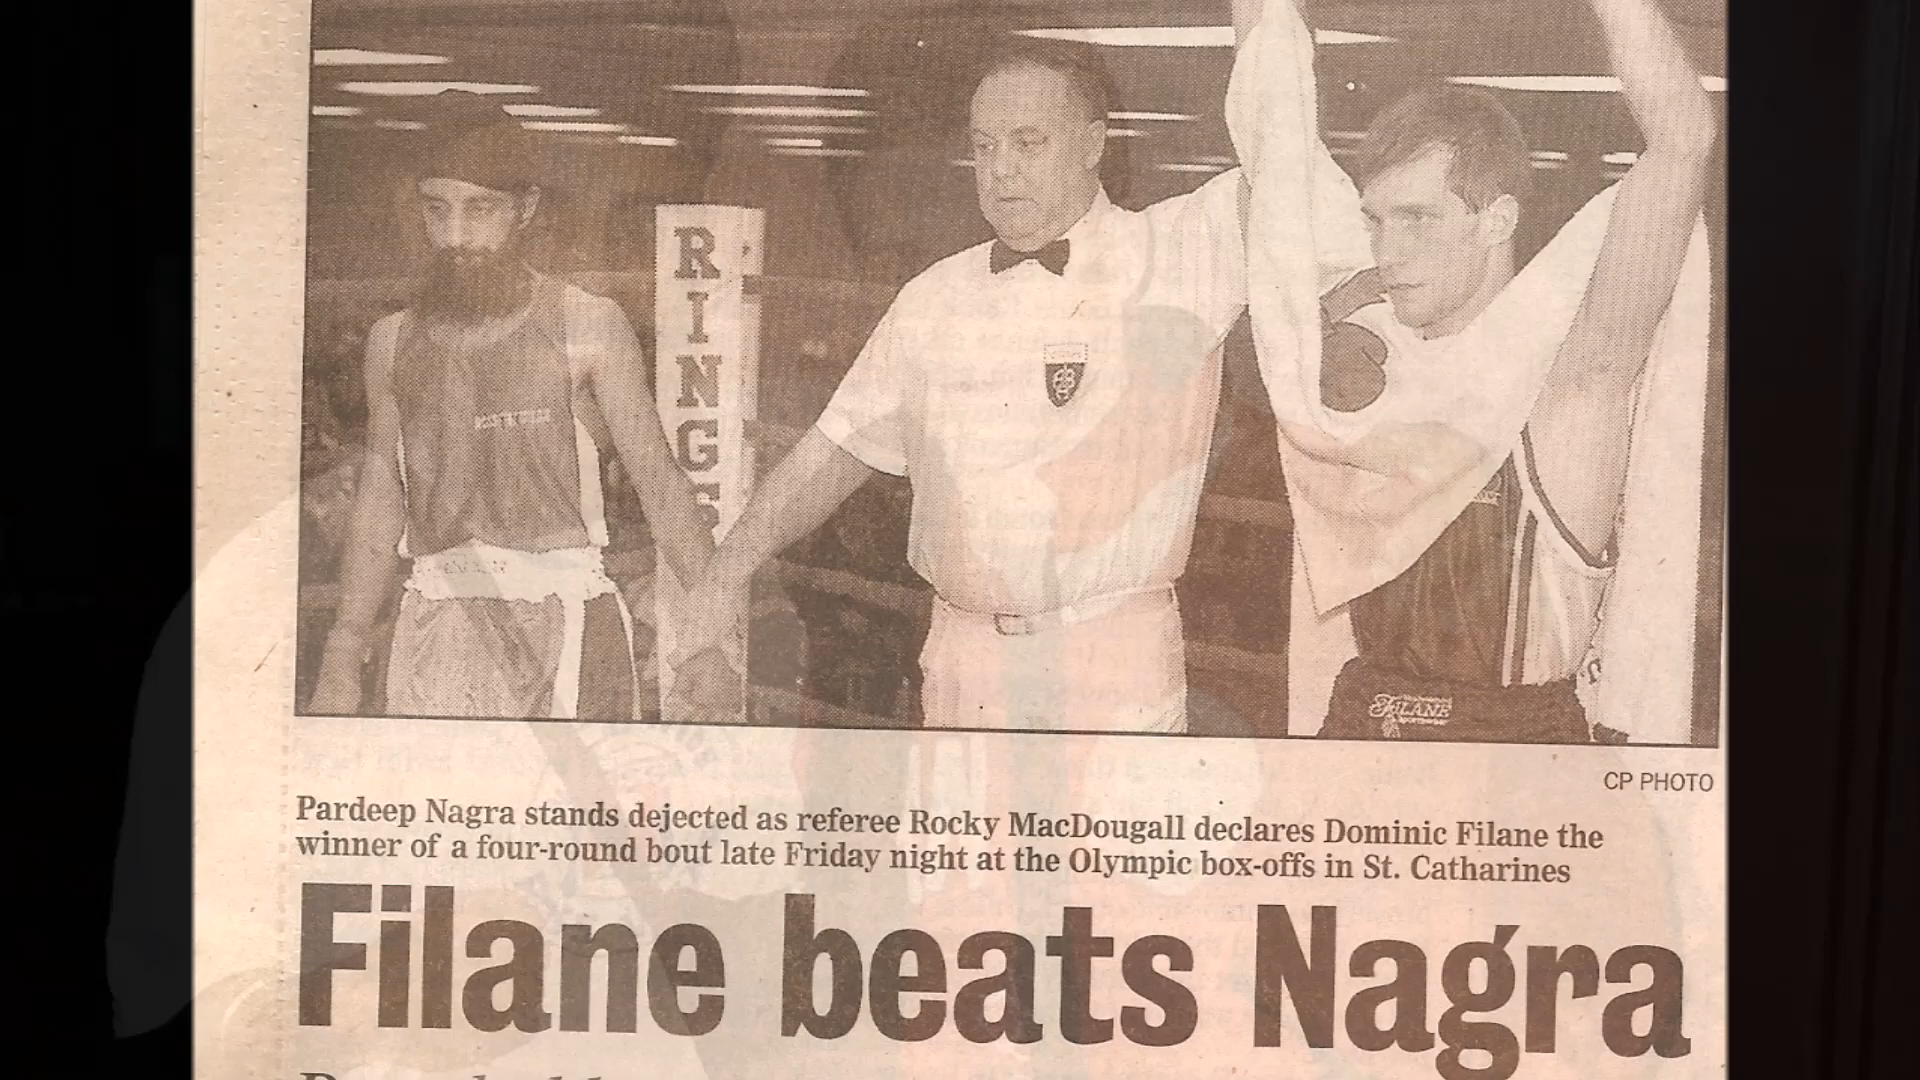 RINGS
FILANE
CP PHOTO
Pardeep Nagra stands dejected as referee Rocky MacDougall declares Dominic Filane the
winner of a four-round bout late Friday night at the Olympic box-offs in St. Catharines
Filane beats Nagra